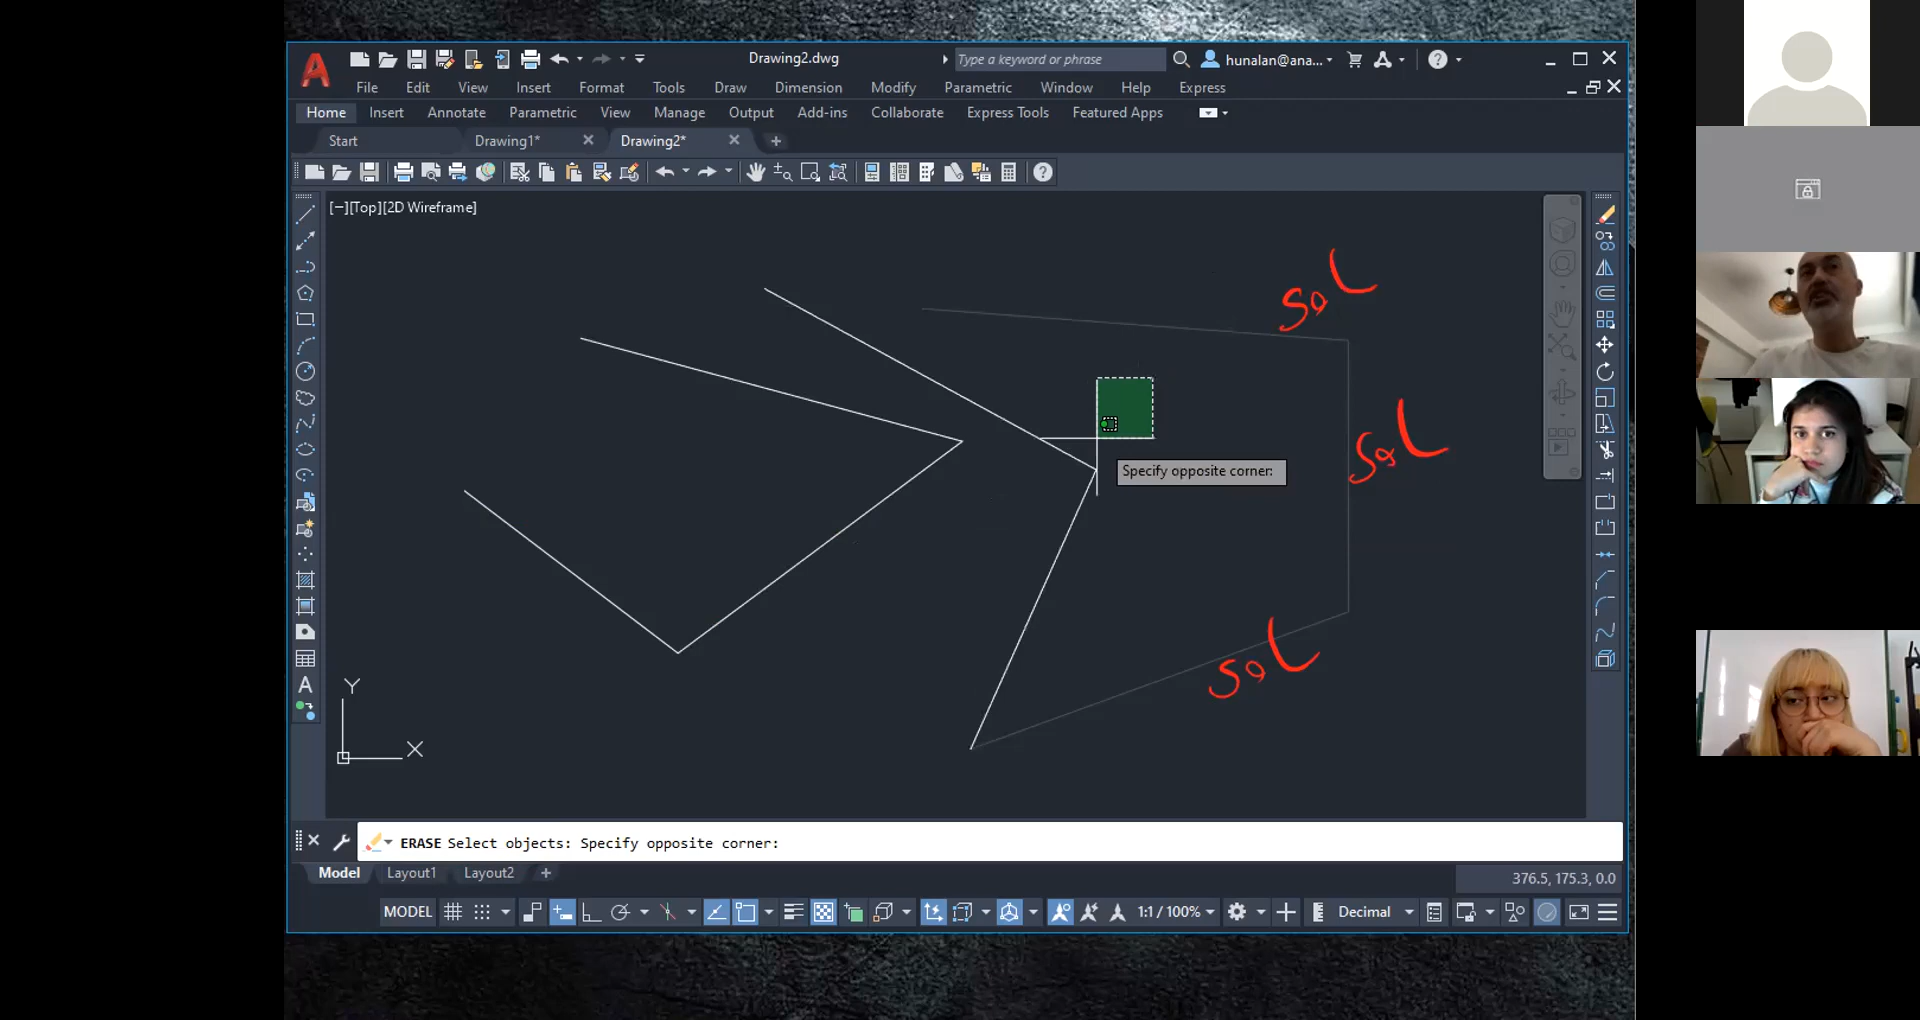 Drawing2.dwg
Type a keyword or phrase
hunalan@ana...
File Edit View Insert Format Tools Draw Dimension Modify Parametric Window Help Express
Home Insert Annotate Parametric View Manage Output Add-ins Collaborate Express Tools Featured Apps
Start Drawing1* Drawing2*
[−][Top][2D Wireframe]
sol
sol
Specify opposite corner:
sol
Y
X
ERASE Select objects: Specify opposite corner:
Model Layout1 Layout2
376.5, 175.3, 0.0
MODEL 1:1 / 100% Decimal